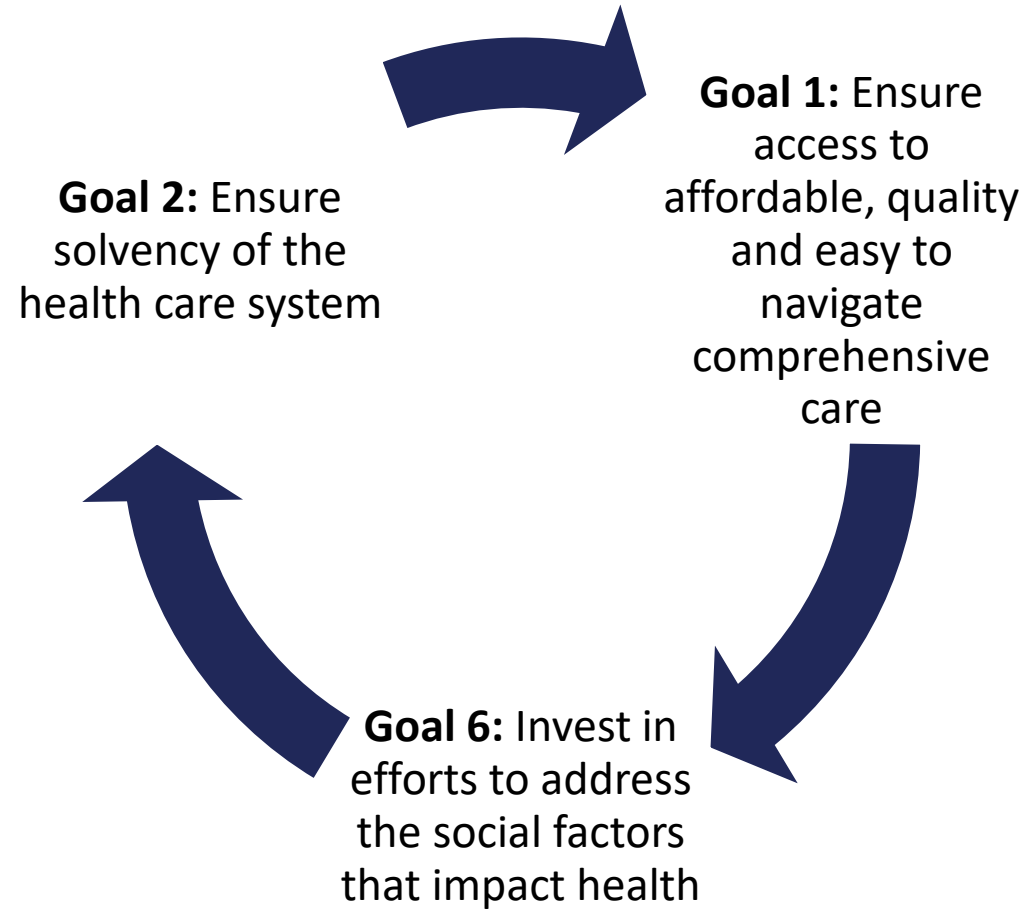 Goal 1: Ensure
access to
affordable, quality
and easy to
navigate
comprehensive
care
Goal 2: Ensure
solvency of the
health care system
Goal 6: Invest in
efforts to address
the social factors
that impact health